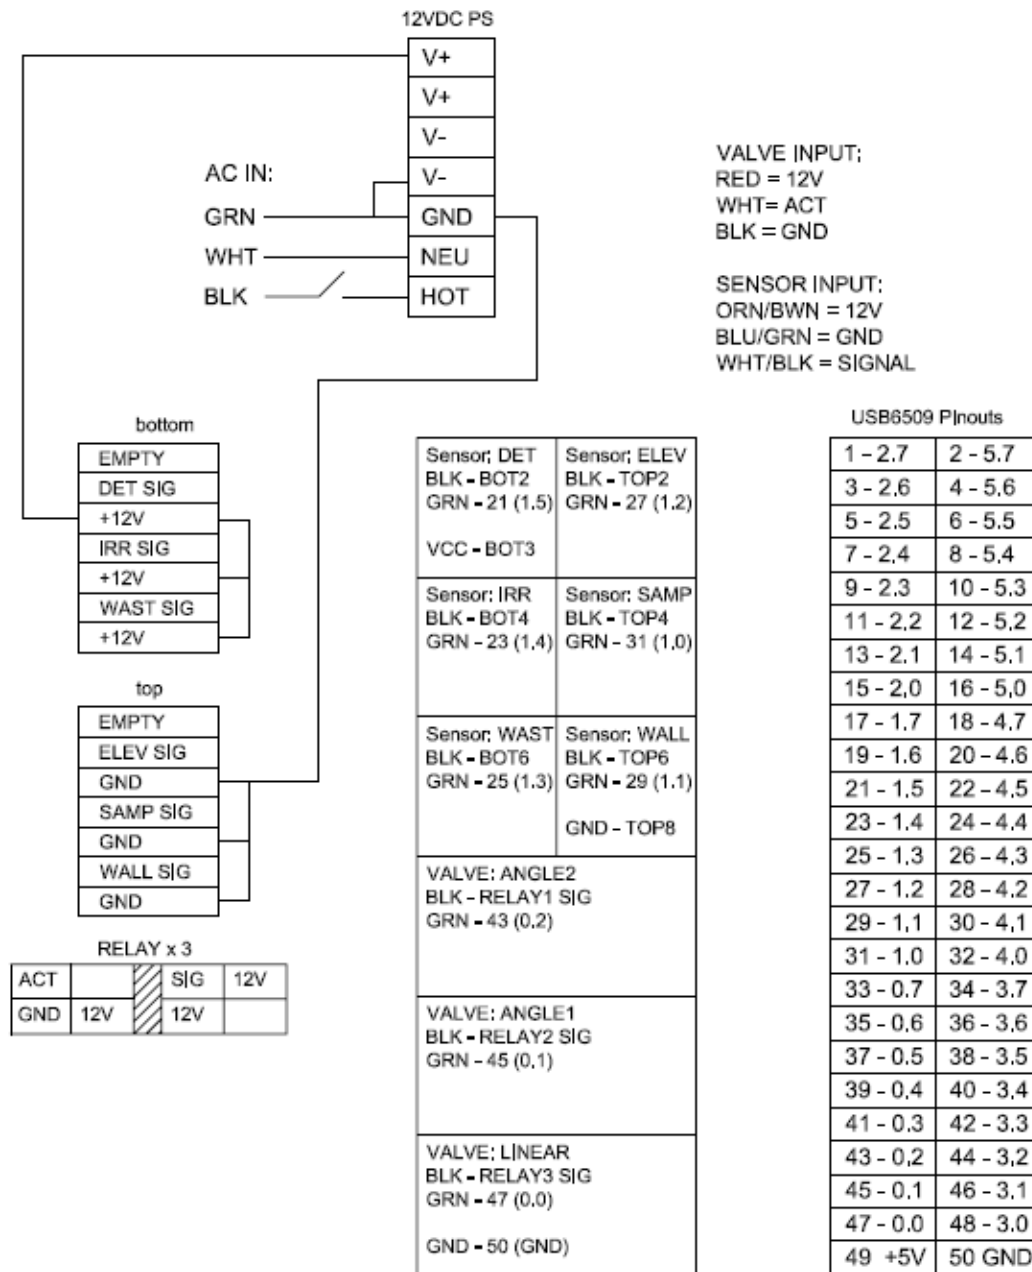 12VDC PS
V+
V+
V-
V-
GND
NEU
HOT
AC IN:
GRN
WHT
BLK
VALVE INPUT:
RED = 12V
WHT= ACT
BLK = GND
SENSOR INPUT:
ORN/BWN = 12V
BLU/GRN = GND
WHT/BLK = SIGNAL
bottom
EMPTY
DET SIG
+12V
IRR SIG
+12V
WAST SIG
+12V
top
EMPTY
ELEV SIG
GND
SAMP SIG
GND
WALL SIG
GND
RELAY x 3
ACT SIG 12V
GND 12V 12V
Sensor: DET
BLK - BOT2
GRN - 21 (1.5)
VCC - BOT3
Sensor: ELEV
BLK - TOP2
GRN - 27 (1.2)
Sensor: IRR
BLK - BOT4
GRN - 23 (1.4)
Sensor: SAMP
BLK - TOP4
GRN - 31 (1.0)
Sensor: WAST
BLK - BOT6
GRN - 25 (1.3)
Sensor: WALL
BLK - TOP6
GRN - 29 (1.1)
GND - TOP8
VALVE: ANGLE2
BLK - RELAY1 SIG
GRN - 43 (0.2)
VALVE: ANGLE1
BLK - RELAY2 SIG
GRN - 45 (0.1)
VALVE: LINEAR
BLK - RELAY3 SIG
GRN - 47 (0.0)
GND - 50 (GND)
USB6509 Pinouts
1 - 2.7 2 - 5.7
3 - 2.6 4 - 5.6
5 - 2.5 6 - 5.5
7 - 2.4 8 - 5.4
9 - 2.3 10 - 5.3
11 - 2.2 12 - 5.2
13 - 2.1 14 - 5.1
15 - 2.0 16 - 5.0
17 - 1.7 18 - 4.7
19 - 1.6 20 - 4.6
21 - 1.5 22 - 4.5
23 - 1.4 24 - 4.4
25 - 1.3 26 - 4.3
27 - 1.2 28 - 4.2
29 - 1.1 30 - 4.1
31 - 1.0 32 - 4.0
33 - 0.7 34 - 3.7
35 - 0.6 36 - 3.6
37 - 0.5 38 - 3.5
39 - 0.4 40 - 3.4
41 - 0.3 42 - 3.3
43 - 0.2 44 - 3.2
45 - 0.1 46 - 3.1
47 - 0.0 48 - 3.0
49 +5V 50 GND